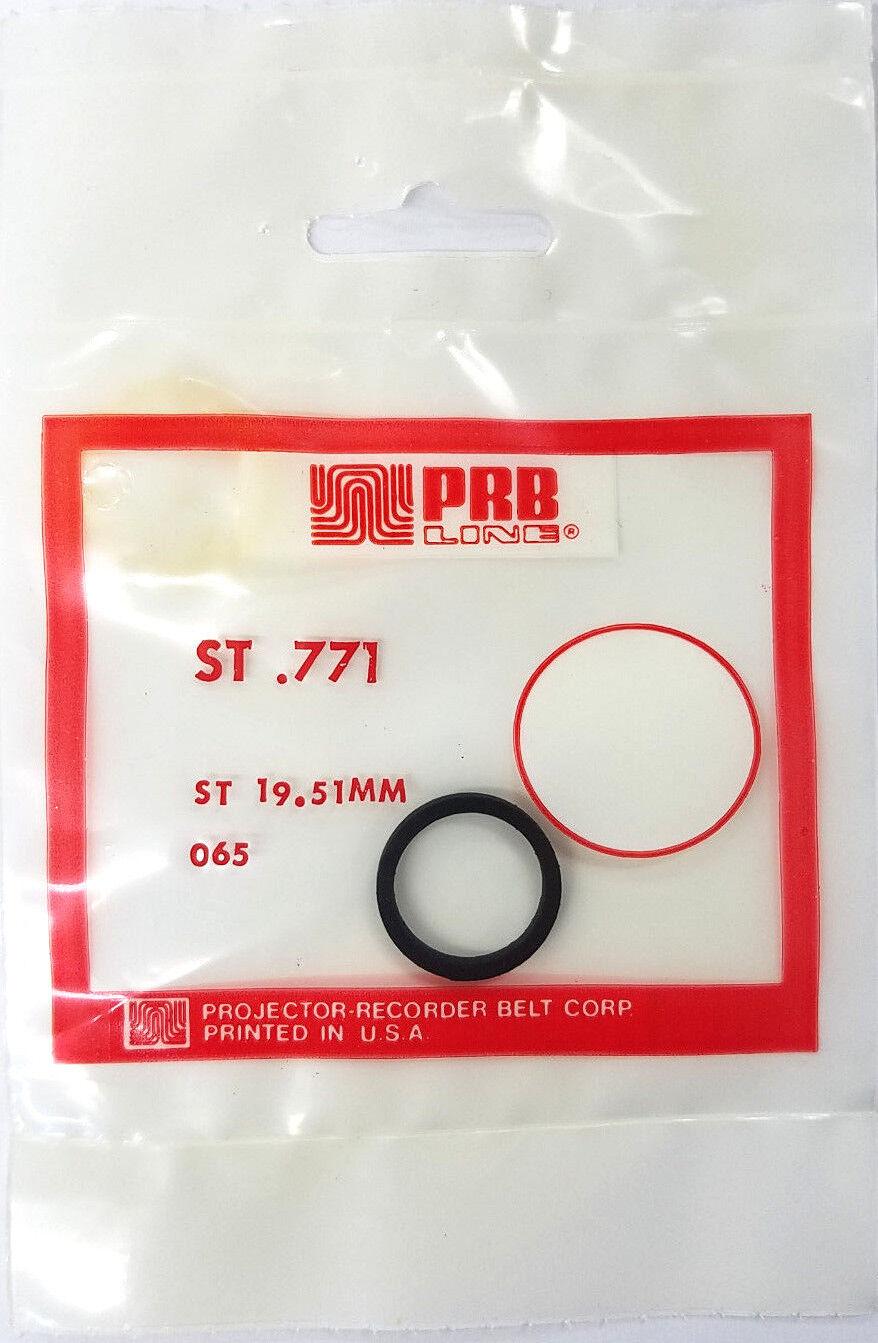 PRB
LINE®
ST .771
ST 19.51MM
065
PROJECTOR-RECORDER BELT CORP.
PRINTED IN U.S.A.